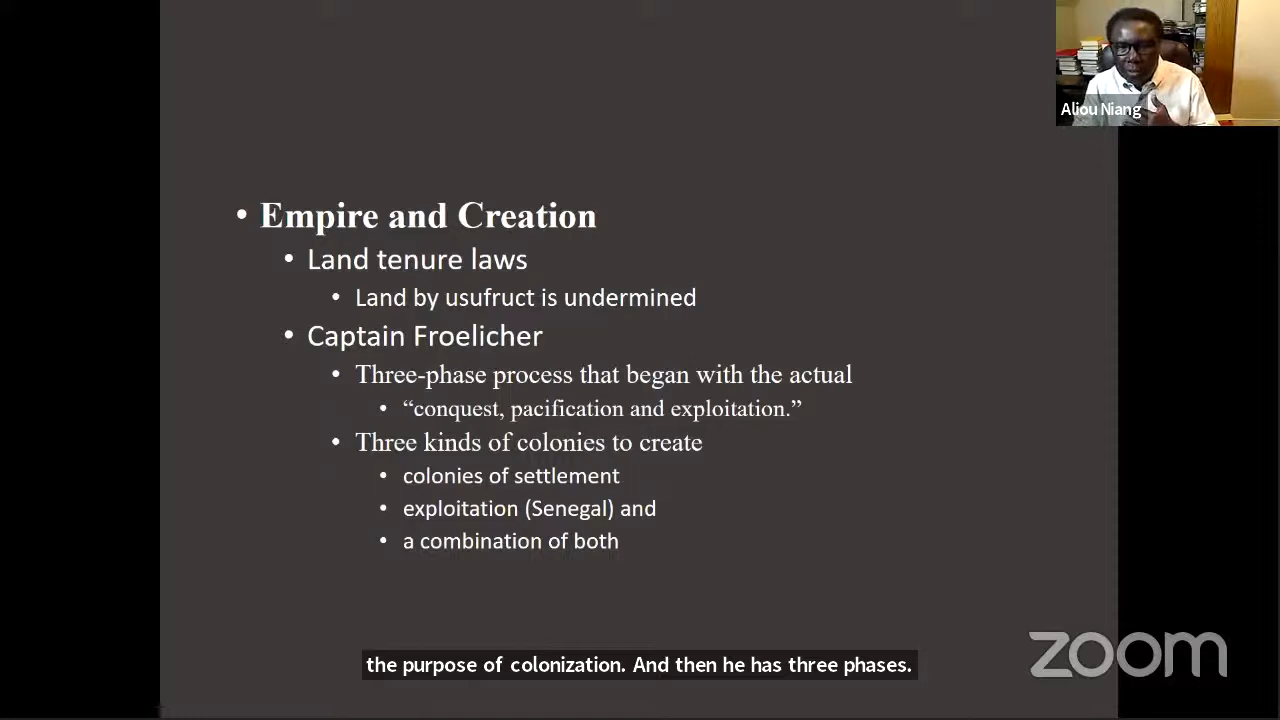 Aliou Niang
• Empire and Creation
• Land tenure laws
• Land by usufruct is undermined
• Captain Froelicher
• Three-phase process that began with the actual
• “conquest, pacification and exploitation.”
• Three kinds of colonies to create
• colonies of settlement
• exploitation (Senegal) and
• a combination of both
the purpose of colonization. And then he has three phases.
zoom